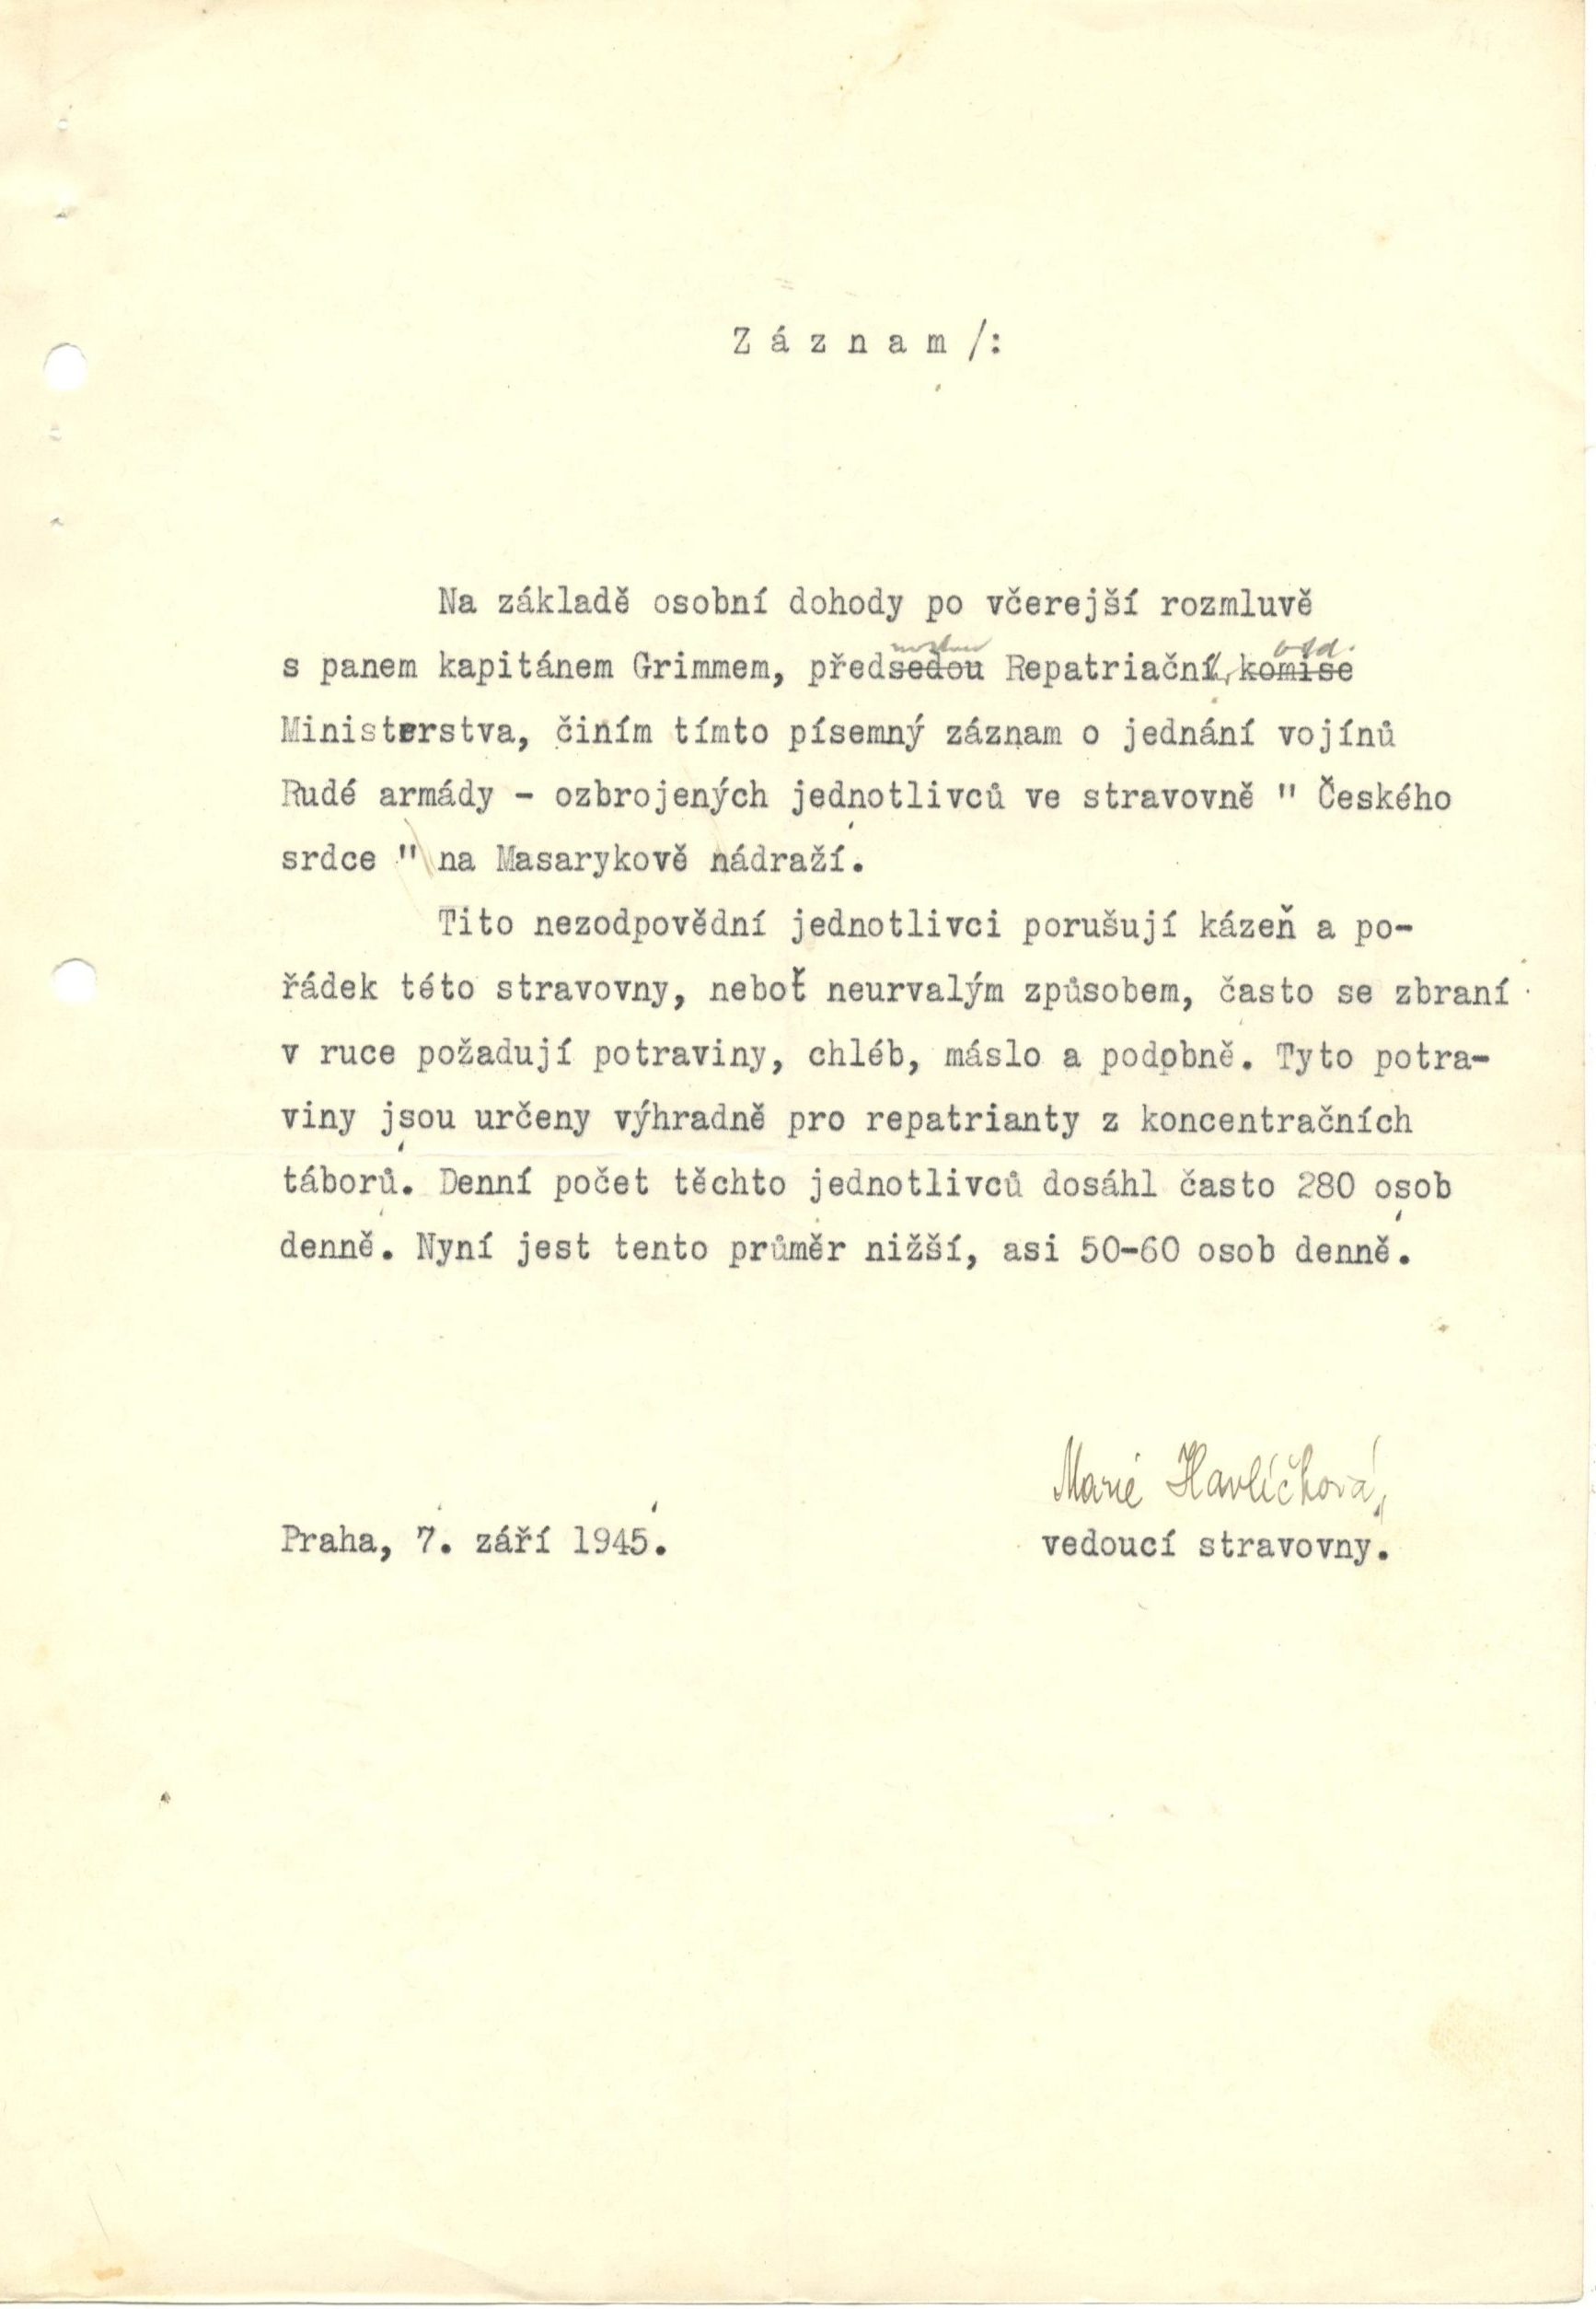 Záznam/:
Na základě osobní dohody po včerejší rozmluvě
s panem kapitánem Grimmem, předsedou Repatriační komise
odd.
Ministerstva, činím tímto písemný záznam o jednání vojínů
Rudé armády - ozbrojených jednotlivců ve stravovně " Českého
srdce " na Masarykově nádraží.
Tito nezodpovědní jednotlivci porušují kázeň a po-
řádek této stravovny, neboť neurvalým způsobem, často se zbraní
v ruce požadují potraviny, chléb, máslo a podobně. Tyto potra-
viny jsou určeny výhradně pro repatrianty z koncentračních
táborů. Denní počet těchto jednotlivců dosáhl často 280 osob
denně. Nyní jest tento průměr nižší, asi 50-60 osob denně.
Marie Havlíčková,
Praha, 7. září 1945.
vedoucí stravovny.